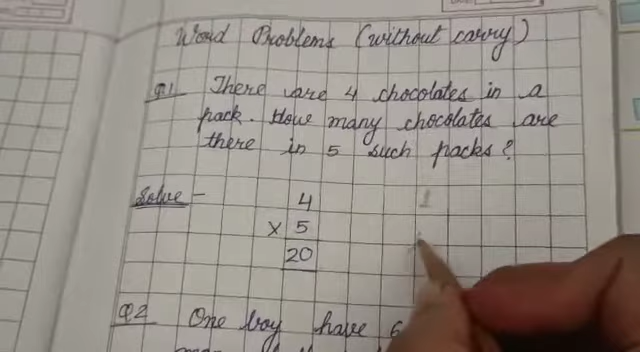 Word Problems (without carry)
Q1 There are 4 chocolates in a
pack. How many chocolates are
there in 5 such packs?
Solve - 4
x 5
20
Q2 One boy have 6